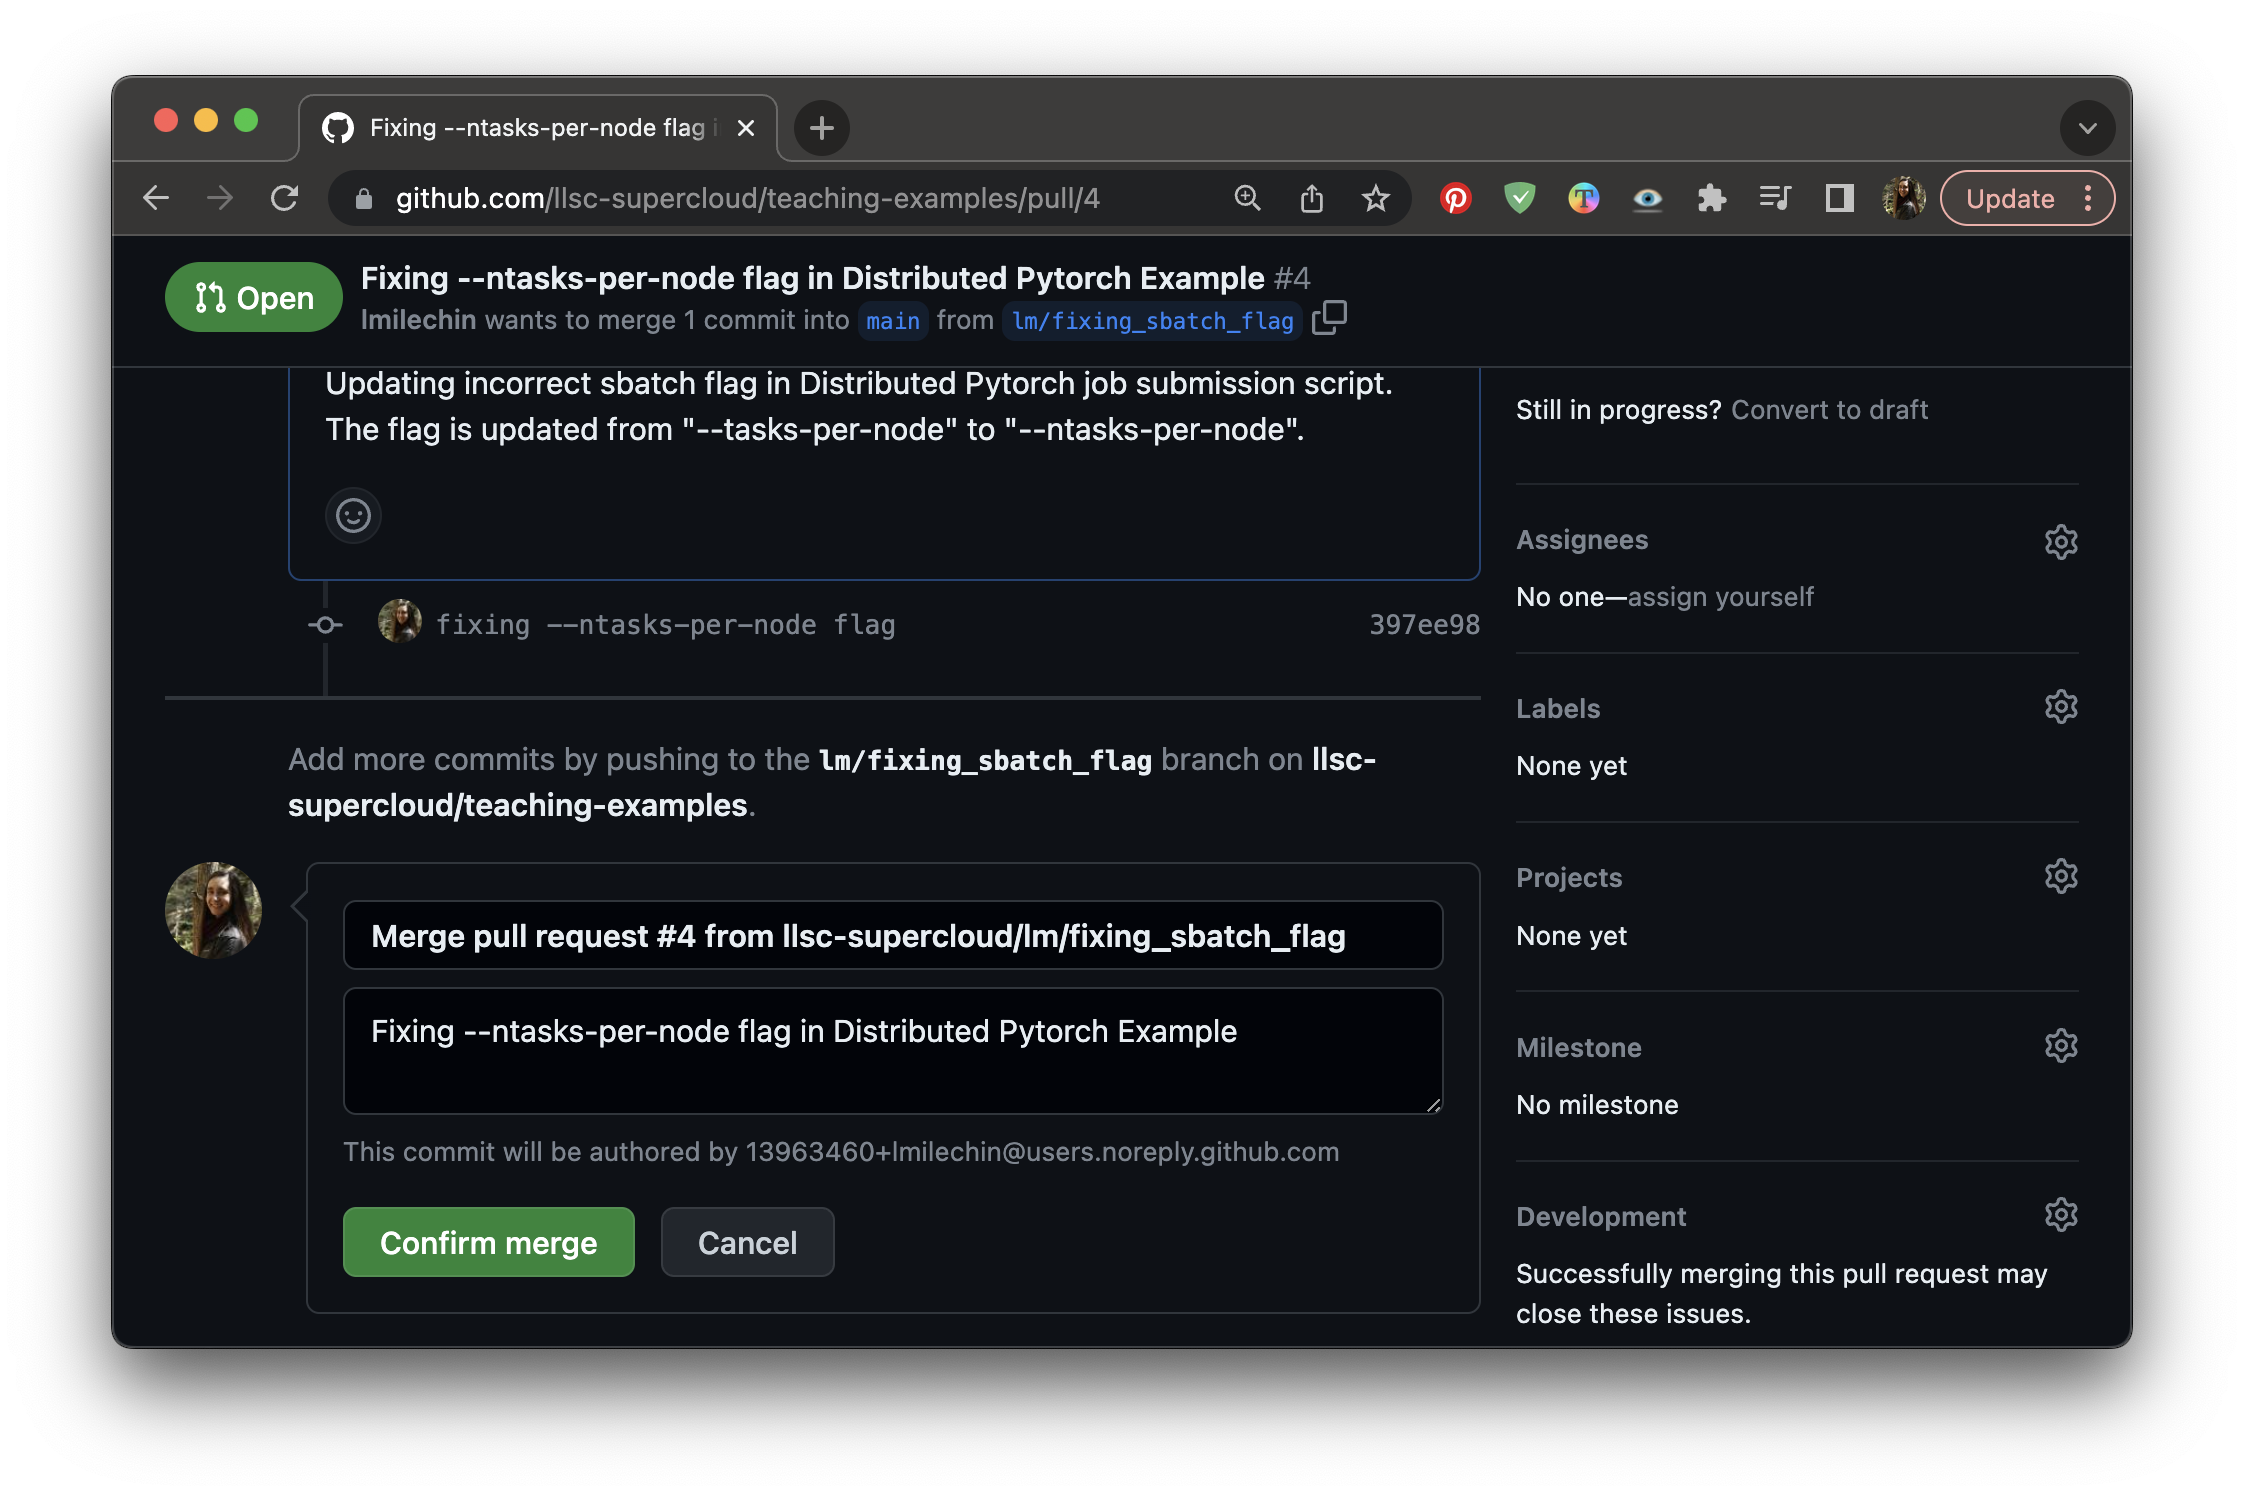 Fixing --ntasks-per-node flag i
github.com/llsc-supercloud/teaching-examples/pull/4
Update
Open
Fixing --ntasks-per-node flag in Distributed Pytorch Example #4
lmilechin wants to merge 1 commit into main from lm/fixing_sbatch_flag
Updating incorrect sbatch flag in Distributed Pytorch job submission script.
The flag is updated from "--tasks-per-node" to "--ntasks-per-node".
fixing --ntasks-per-node flag 397ee98
Add more commits by pushing to the lm/fixing_sbatch_flag branch on llsc-
supercloud/teaching-examples.
Merge pull request #4 from llsc-supercloud/lm/fixing_sbatch_flag
Fixing --ntasks-per-node flag in Distributed Pytorch Example
This commit will be authored by 13963460+lmilechin@users.noreply.github.com
Confirm merge
Cancel
Still in progress? Convert to draft
Assignees
No one—assign yourself
Labels
None yet
Projects
None yet
Milestone
No milestone
Development
Successfully merging this pull request may
close these issues.